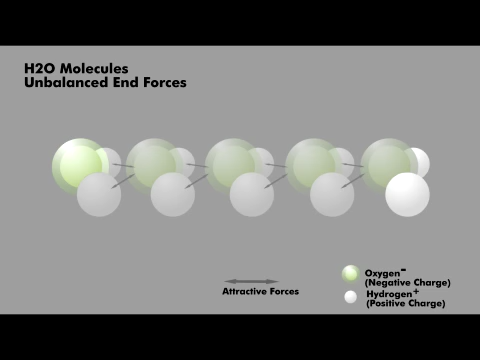 H2O Molecules
Unbalanced End Forces
Attractive Forces
Oxygen⁻
(Negative Charge)
Hydrogen⁺
(Positive Charge)